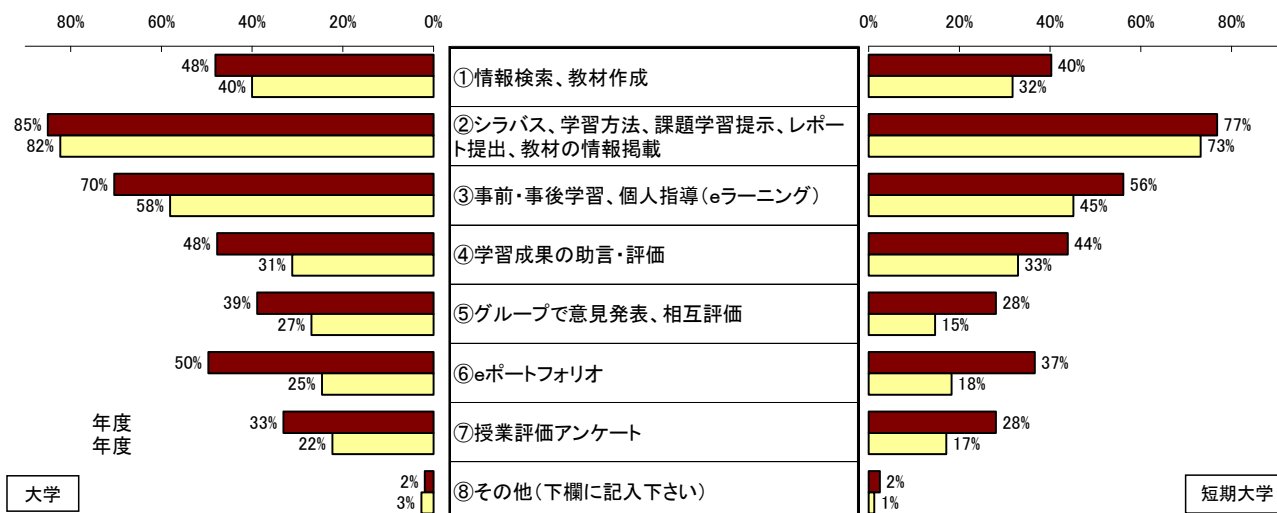 80% 60% 40% 20% 0% 0% 20% 40% 60% 80%
48% ①情報検索、教材作成 40%
40% 32%
85% ②シラバス、学習方法、課題学習提示、レポー 77%
82% ト提出、教材の情報掲載 73%
70% ③事前・事後学習、個人指導(eラーニング) 56%
58% 45%
48% ④学習成果の助言・評価 44%
31% 33%
39% ⑤グループで意見発表、相互評価 28%
27% 15%
50% ⑥eポートフォリオ 37%
25% 18%
年度 33% ⑦授業評価アンケート 28%
年度 22% 17%
大学 2% ⑧その他(下欄に記入下さい) 2% 短期大学
3% 1%